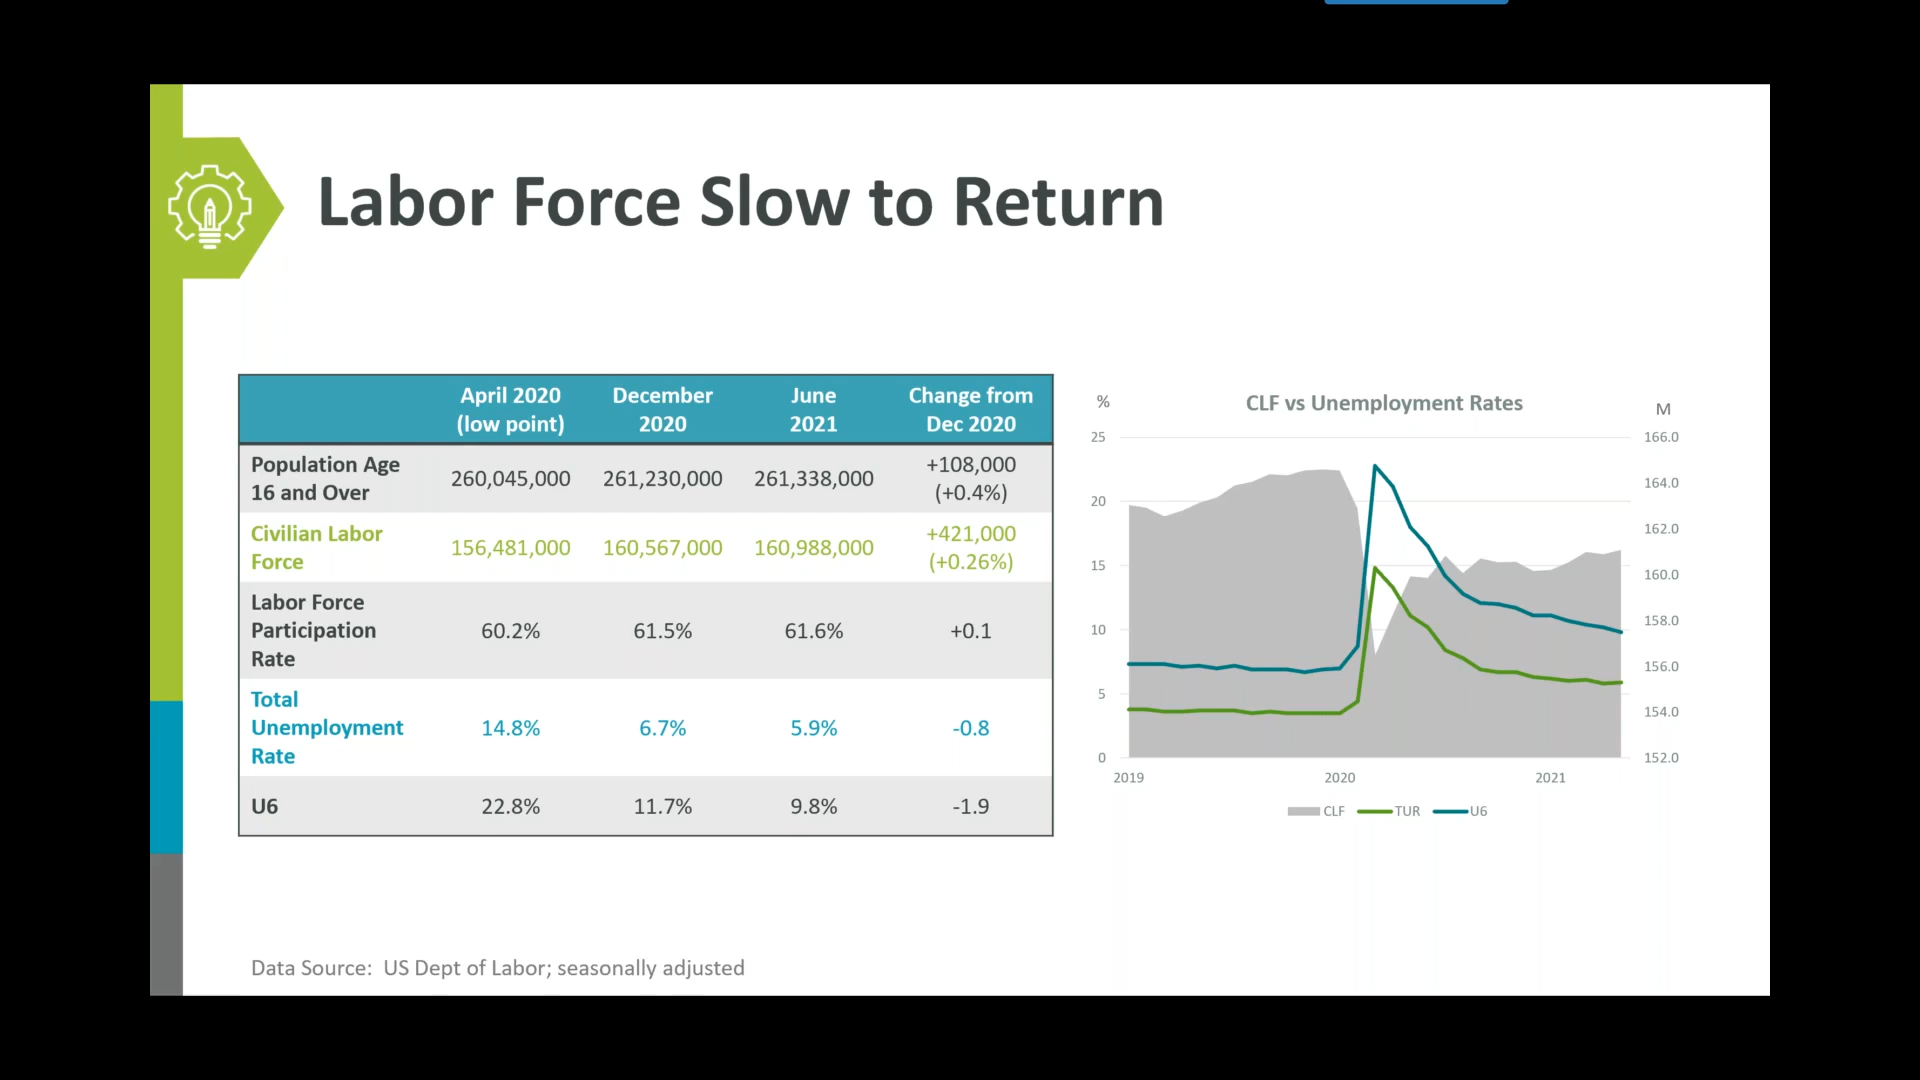 Labor Force Slow to Return
April 2020 December June Change from
(low point) 2020 2021 Dec 2020
Population Age
16 and Over
260,045,000 261,230,000 261,338,000
+108,000
(+0.4%)
Civilian Labor
Force
156,481,000 160,567,000 160,988,000
+421,000
(+0.26%)
Labor Force
Participation
Rate
60.2% 61.5% 61.6% +0.1
Total
Unemployment
Rate
14.8% 6.7% 5.9% -0.8
U6 22.8% 11.7% 9.8% -1.9
% CLF vs Unemployment Rates M
25 166.0
164.0
20
162.0
15
160.0
10
158.0
156.0
5
154.0
0 152.0
2019 2020 2021
CLF TUR U6
Data Source: US Dept of Labor; seasonally adjusted